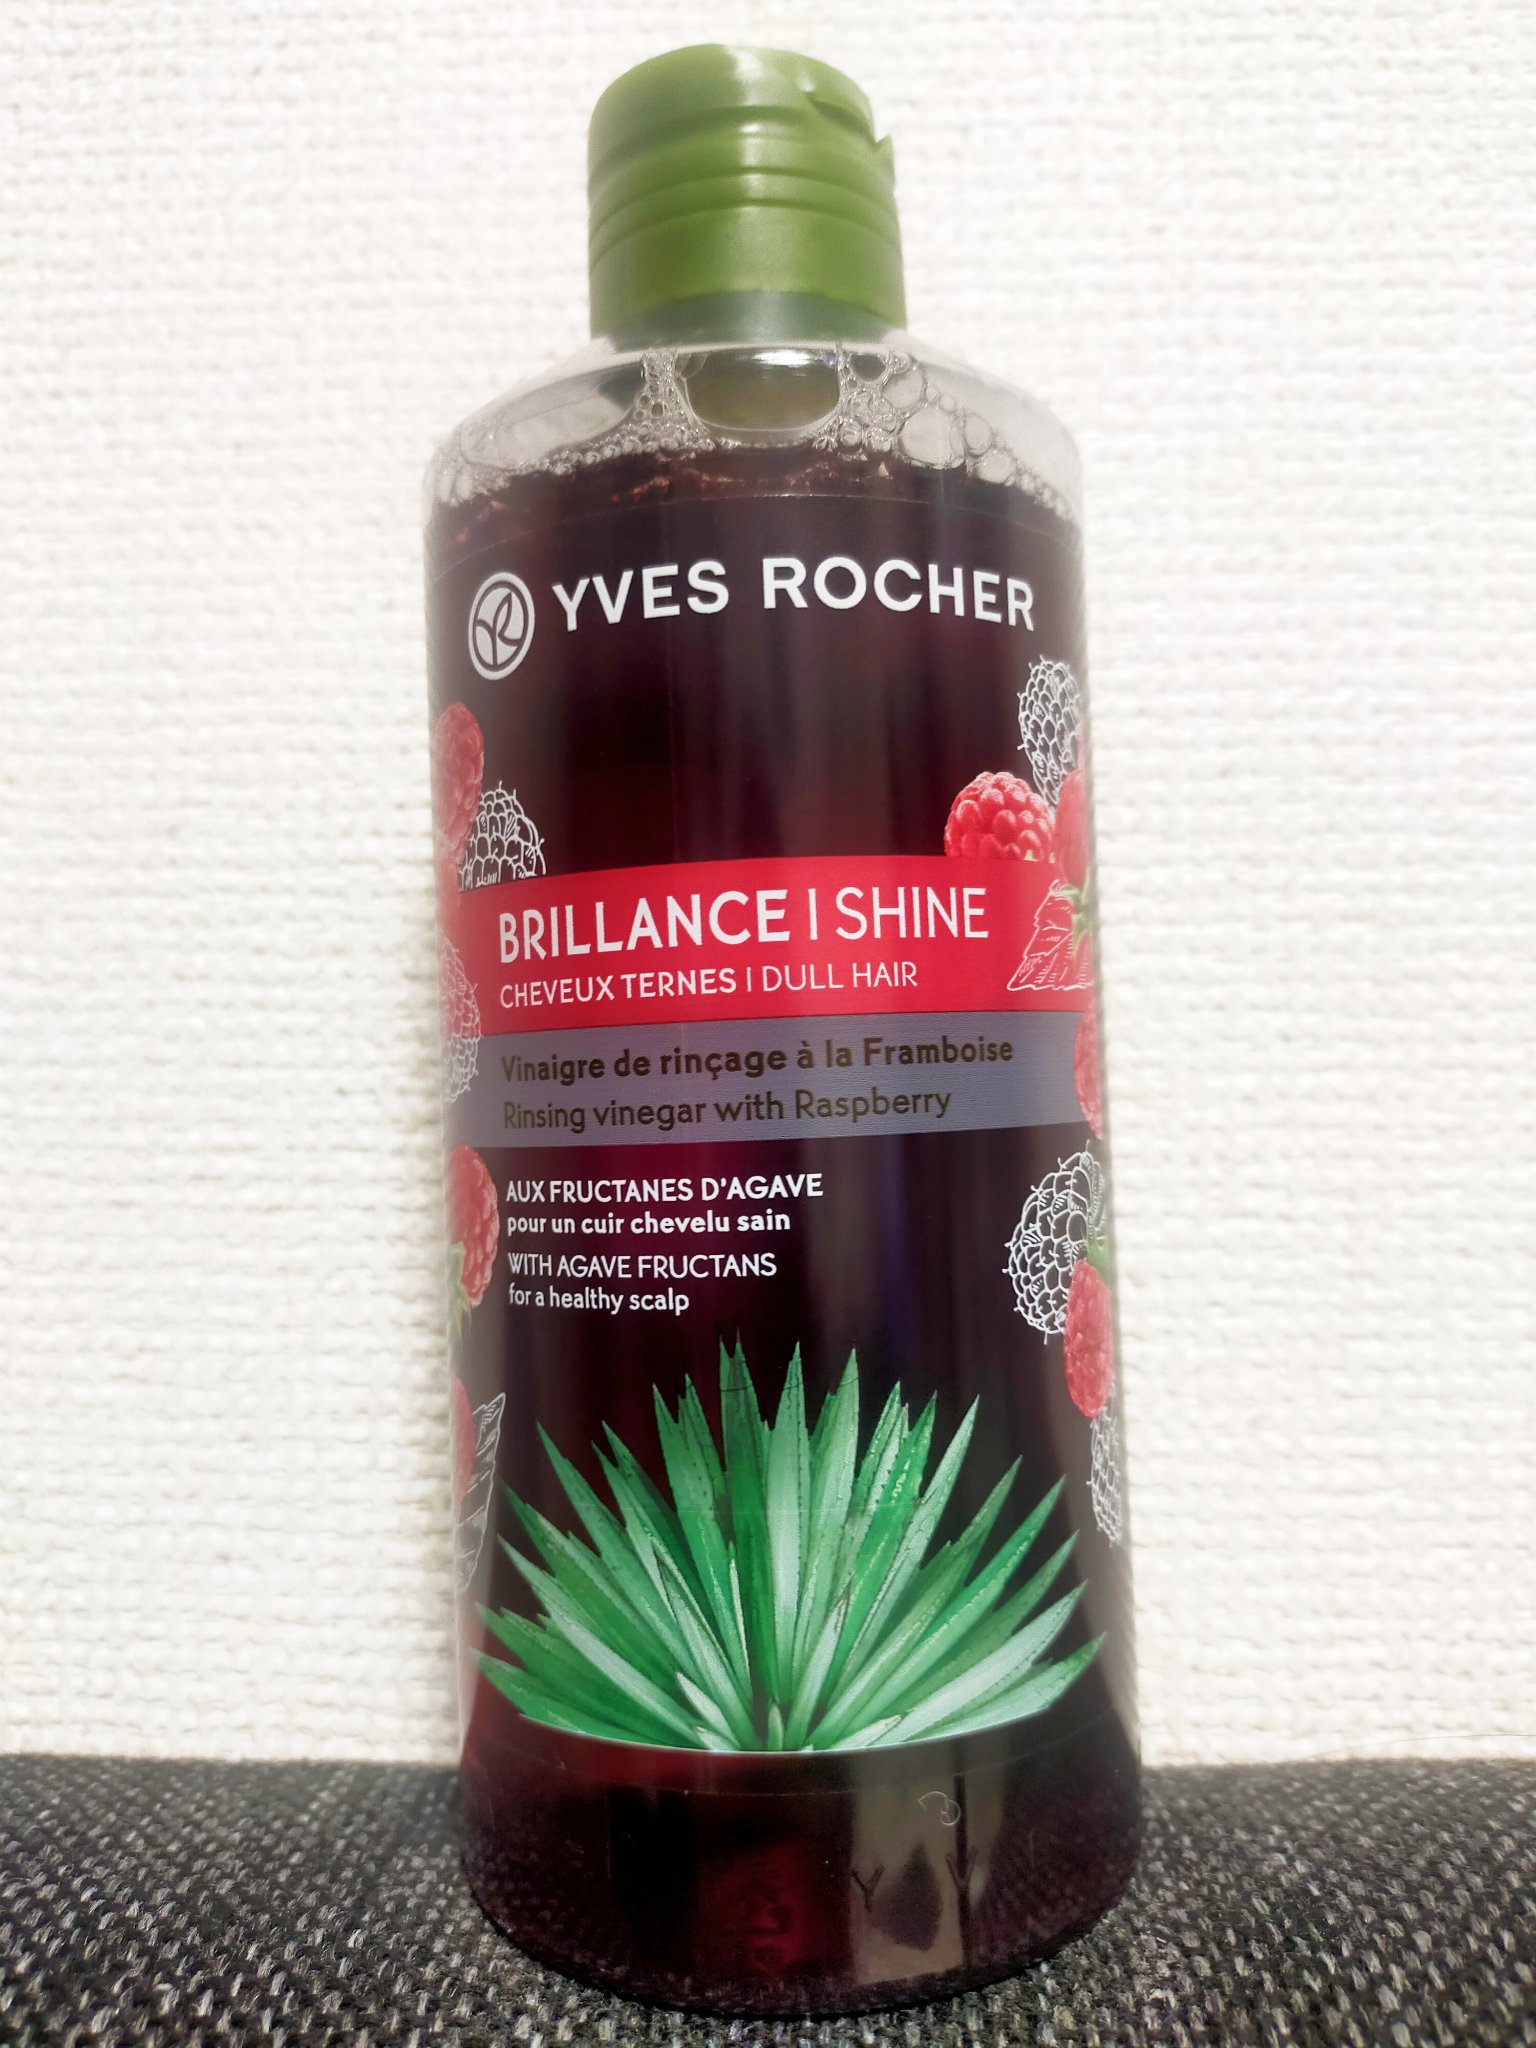 YVES ROCHER
BRILLANCE | SHINE
CHEVEUX TERNES | DULL HAIR
Vinaigre de rinçage à la Framboise
Rinsing vinegar with Raspberry
AUX FRUCTANES D'AGAVE
pour un cuir chevelu sain
WITH AGAVE FRUCTANS
for a healthy scalp